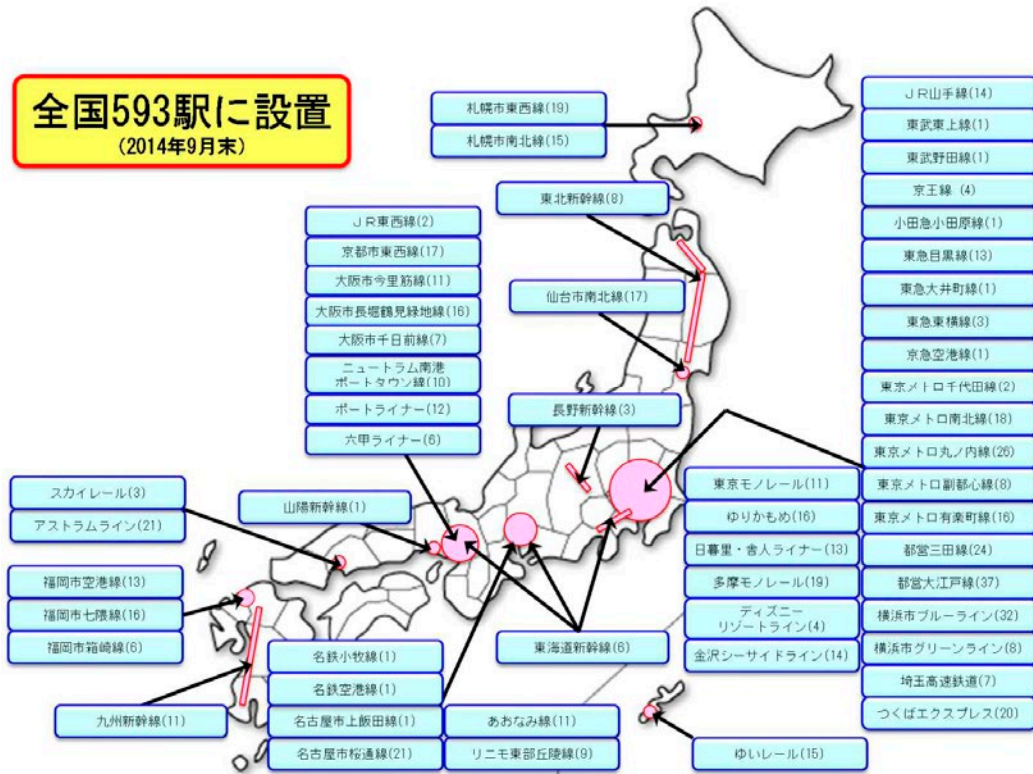 全国593駅に設置
(2014年9月末)
札幌市東西線(19)
札幌市南北線(15)
東北新幹線(8)
仙台市南北線(17)
長野新幹線(3)
JR東西線(2)
京都市東西線(17)
大阪市今里筋線(11)
大阪市長堀鶴見緑地線(16)
大阪市千日前線(7)
ニュートラム南港
ポートタウン線(10)
ポートライナー(12)
六甲ライナー(6)
スカイレール(3)
アストラムライン(21)
山陽新幹線(1)
福岡市空港線(13)
福岡市七隈線(16)
福岡市箱崎線(6)
九州新幹線(11)
名鉄小牧線(1)
名鉄空港線(1)
名古屋市上飯田線(1)
名古屋市桜通線(21)
あおなみ線(11)
リニモ東部丘陵線(9)
東海道新幹線(6)
JR山手線(14)
東武東上線(1)
東武野田線(1)
京王線 (4)
小田急小田原線(1)
東急目黒線(13)
東急大井町線(1)
東急東横線(3)
京急空港線(1)
東京メトロ千代田線(2)
東京メトロ南北線(18)
東京メトロ丸ノ内線(26)
東京メトロ副都心線(8)
東京メトロ有楽町線(16)
都営三田線(24)
都営大江戸線(37)
横浜市ブルーライン(32)
横浜市グリーンライン(8)
埼玉高速鉄道(7)
つくばエクスプレス(20)
東京モノレール(11)
ゆりかもめ(16)
日暮里・舎人ライナー(13)
多摩モノレール(19)
ディズニー
リゾートライン(4)
金沢シーサイドライン(14)
ゆいレール(15)